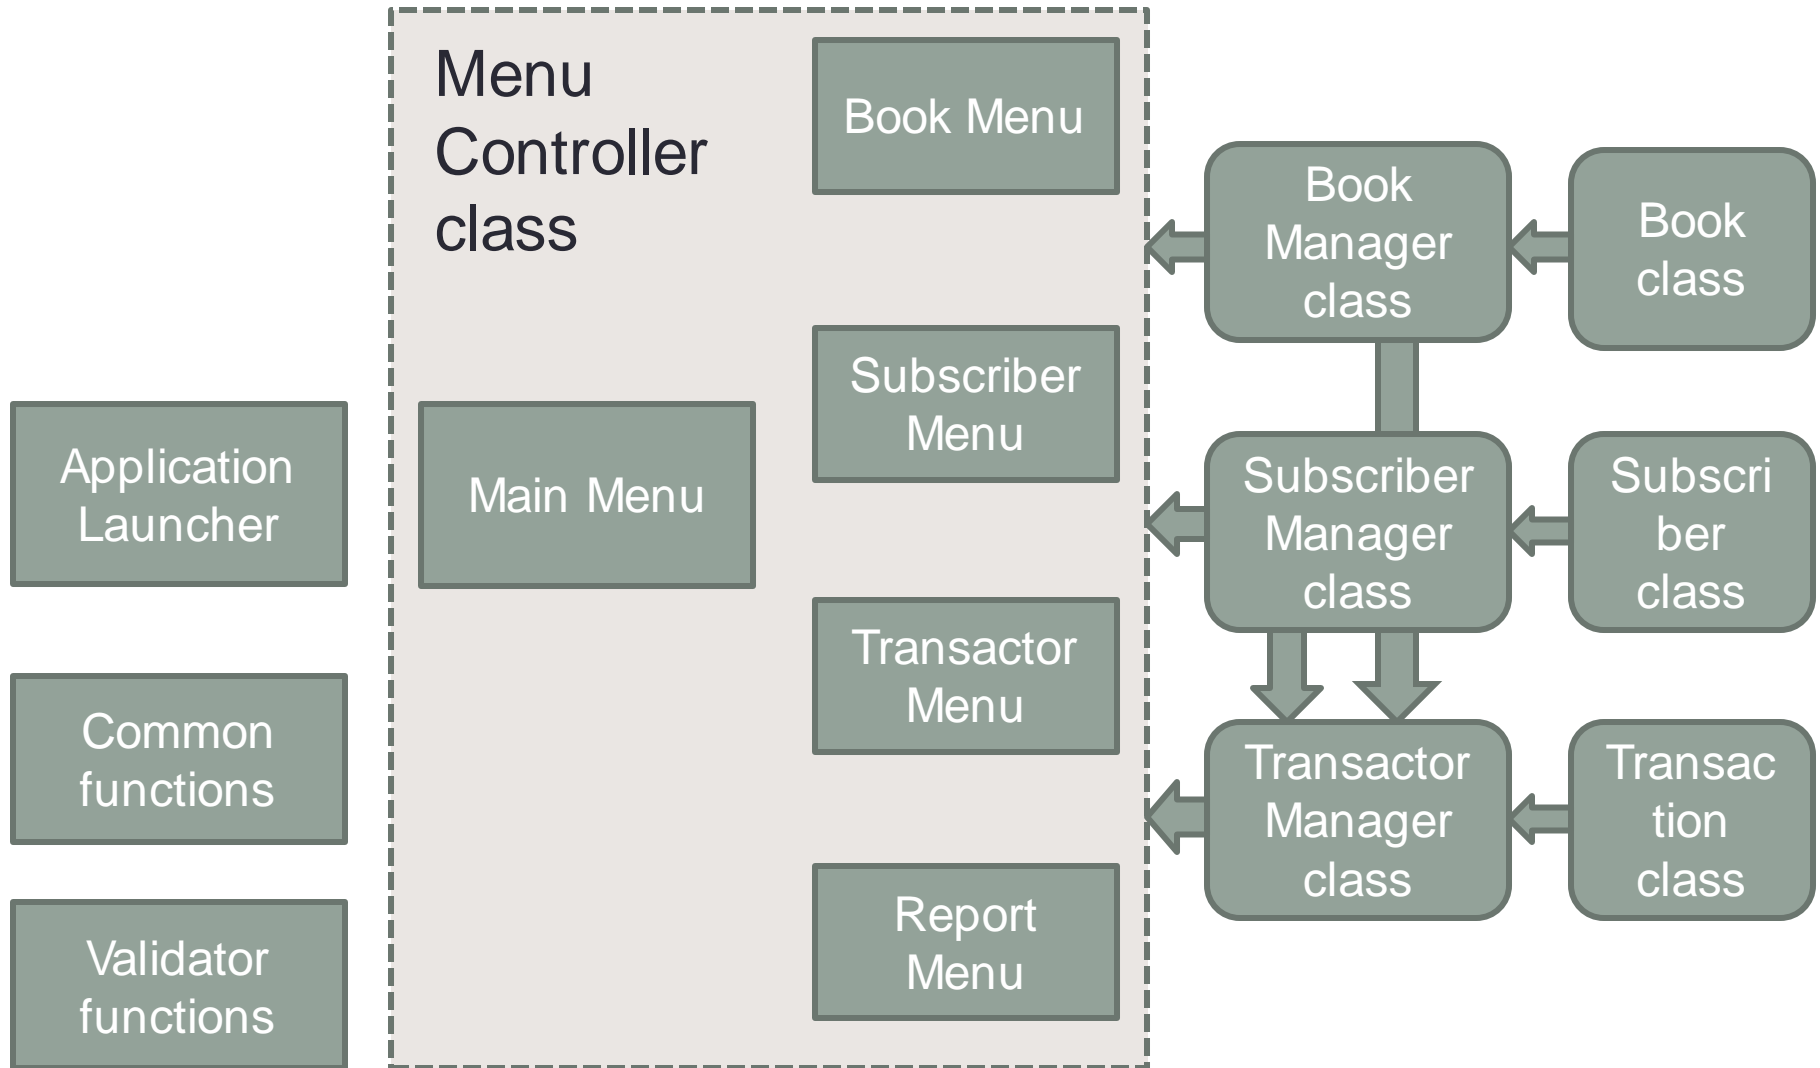 Menu
Controller
class
Book Menu
Subscriber
Menu
Main Menu
Transactor
Menu
Report
Menu
Application
Launcher
Common
functions
Validator
functions
Book
Manager
class
Book
class
Subscriber
Manager
class
Subscri
ber
class
Transactor
Manager
class
Transac
tion
class